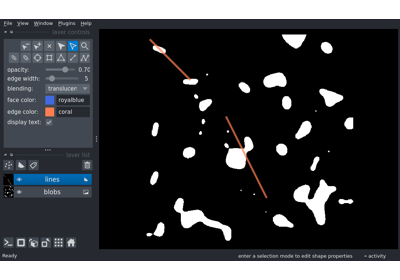 File View Window Plugins Help
layer controls
opacity: 0.70
edge width: 5
blending: translucen
face color: royalblue
edge color: coral
display text:
layer list
lines
blobs
Ready enter a selection mode to edit shape properties activity